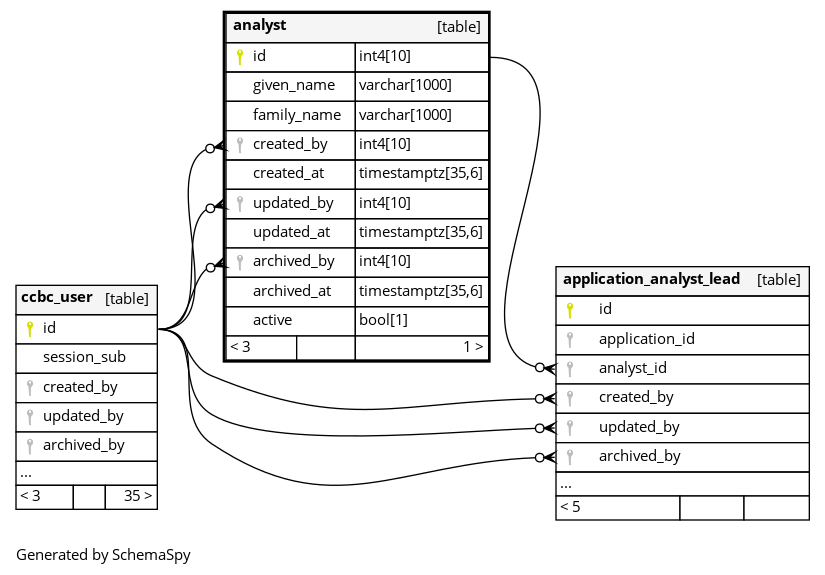 analyst [table]
id int4[10]
given_name varchar[1000]
family_name varchar[1000]
created_by int4[10]
created_at timestamptz[35,6]
updated_by int4[10]
updated_at timestamptz[35,6]
archived_by int4[10]
archived_at timestamptz[35,6]
active bool[1]
< 3 1 >
ccbc_user [table]
id
session_sub
created_by
updated_by
archived_by
...
< 3 35 >
application_analyst_lead [table]
id
application_id
analyst_id
created_by
updated_by
archived_by
...
< 5
Generated by SchemaSpy